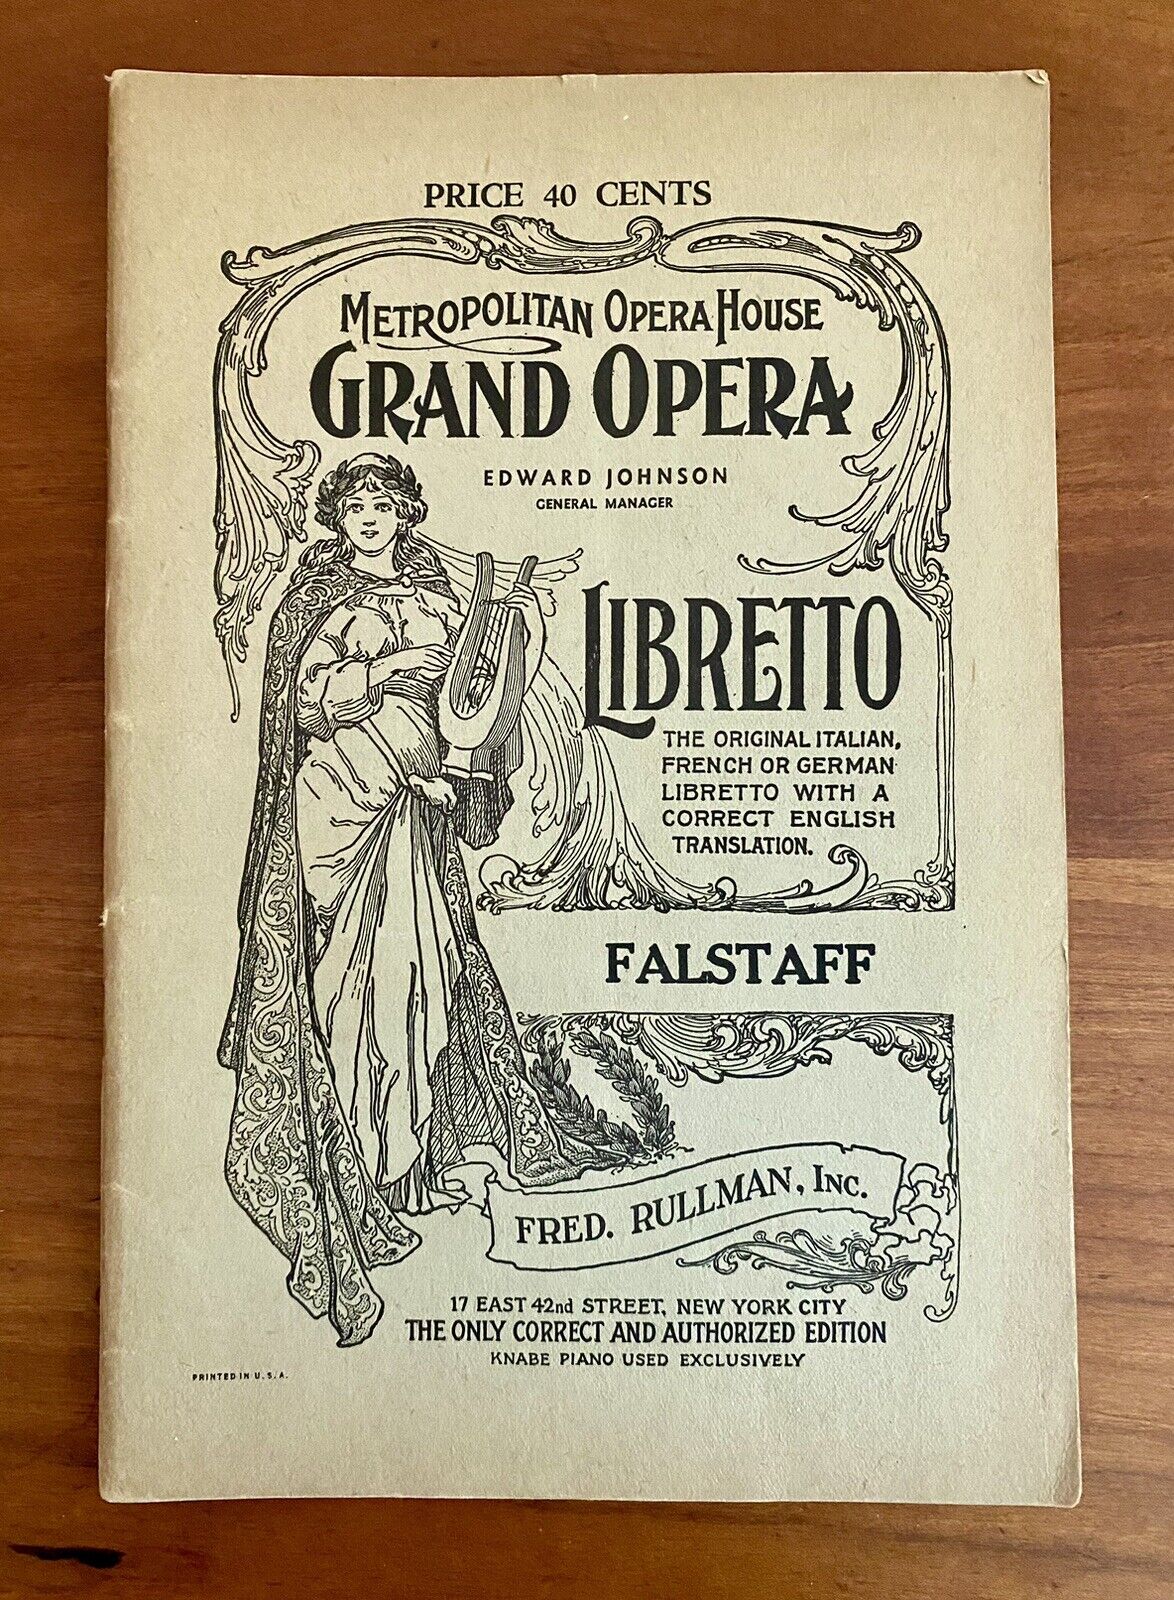 PRICE 40 CENTS
METROPOLITAN OPERA HOUSE
GRAND OPERA
EDWARD JOHNSON
GENERAL MANAGER
LIBRETTO
THE ORIGINAL ITALIAN,
FRENCH OR GERMAN
LIBRETTO WITH A
CORRECT ENGLISH
TRANSLATION.
FALSTAFF
FRED. RULLMAN, INC.
17 EAST 42nd STREET, NEW YORK CITY
THE ONLY CORRECT AND AUTHORIZED EDITION
KNABE PIANO USED EXCLUSIVELY
PRINTED IN U.S.A.